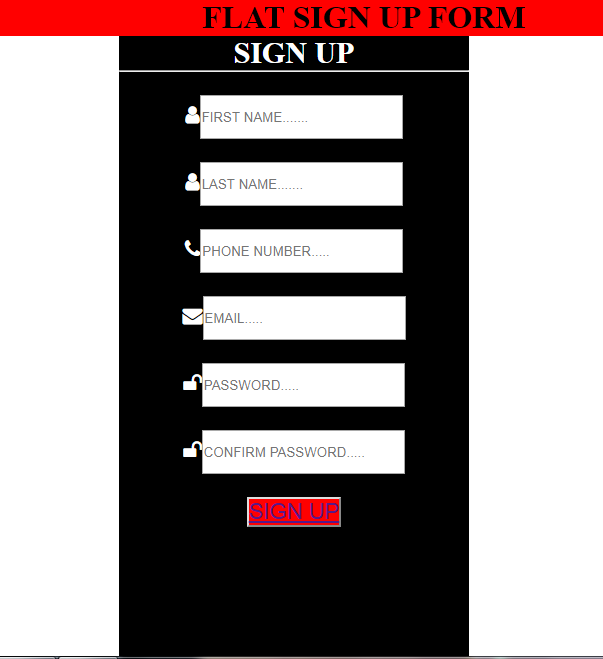 FLAT SIGN UP FORM
SIGN UP
FIRST NAME.......
LAST NAME.......
PHONE NUMBER.....
EMAIL.....
PASSWORD.....
CONFIRM PASSWORD.....
SIGN UP